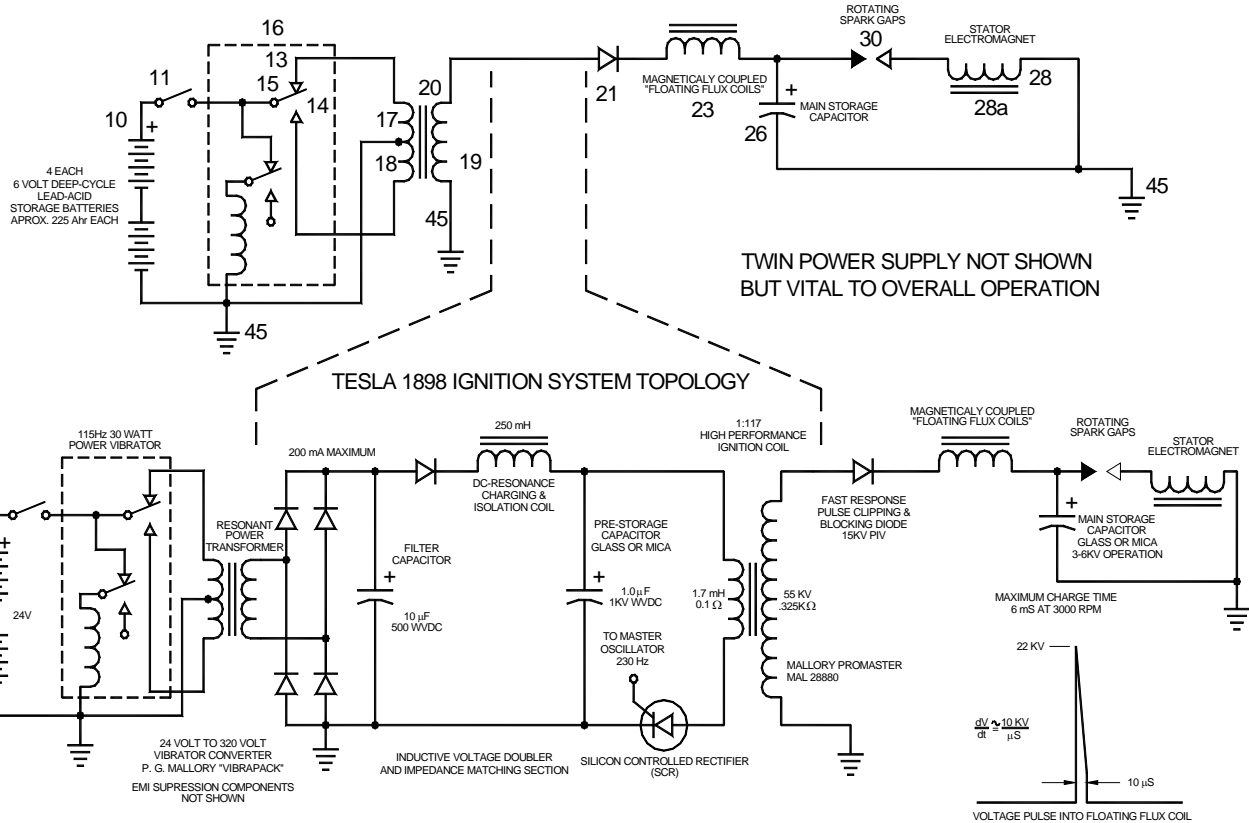 16
13
15
14
11
10
+
4 EACH
6 VOLT DEEP-CYCLE
LEAD-ACID
STORAGE BATTERIES
APROX. 225 Ahr EACH
17
18
20
19
45
45
21
MAGNETICALY COUPLED
"FLOATING FLUX COILS"
23
+
MAIN STORAGE
CAPACITOR
26
ROTATING
SPARK GAPS
30
STATOR
ELECTROMAGNET
28
28a
45
TWIN POWER SUPPLY NOT SHOWN
BUT VITAL TO OVERALL OPERATION
TESLA 1898 IGNITION SYSTEM TOPOLOGY
115Hz 30 WATT
POWER VIBRATOR
+
24V
RESONANT
POWER
TRANSFORMER
200 mA MAXIMUM
FILTER
CAPACITOR
+
10 µF
500 WVDC
250 mH
DC-RESONANCE
CHARGING &
ISOLATION COIL
PRE-STORAGE
CAPACITOR
GLASS OR MICA
+
1.0 µF
1KV WVDC
TO MASTER
OSCILLATOR
230 Hz
1:117
HIGH PERFORMANCE
IGNITION COIL
1.7 mH
0.1 Ω
55 KV
.325KΩ
MALLORY PROMASTER
MAL 28880
FAST RESPONSE
PULSE CLIPPING &
BLOCKING DIODE
15KV PIV
MAGNETICALY COUPLED
"FLOATING FLUX COILS"
ROTATING
SPARK GAPS
STATOR
ELECTROMAGNET
+
MAIN STORAGE
CAPACITOR
GLASS OR MICA
3-6KV OPERATION
MAXIMUM CHARGE TIME
6 mS AT 3000 RPM
24 VOLT TO 320 VOLT
VIBRATOR CONVERTER
P. G. MALLORY "VIBRAPACK"
EMI SUPRESSION COMPONENTS
NOT SHOWN
INDUCTIVE VOLTAGE DOUBLER
AND IMPEDANCE MATCHING SECTION
SILICON CONTROLLED RECTIFIER
(SCR)
22 KV
dV/dt ≈ 10 KV/µS
10 µS
VOLTAGE PULSE INTO FLOATING FLUX COIL